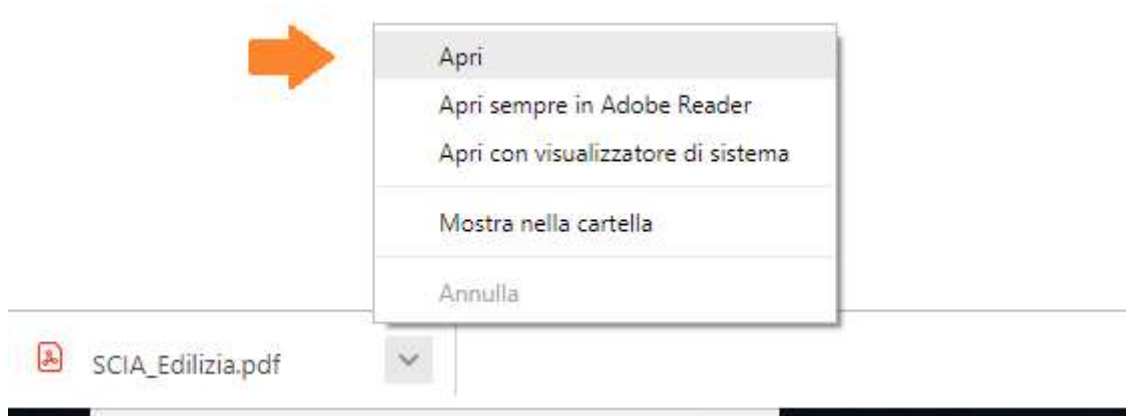 Apri
Apri sempre in Adobe Reader
Apri con visualizzatore di sistema
Mostra nella cartella
Annulla
SCIA_Edilizia.pdf